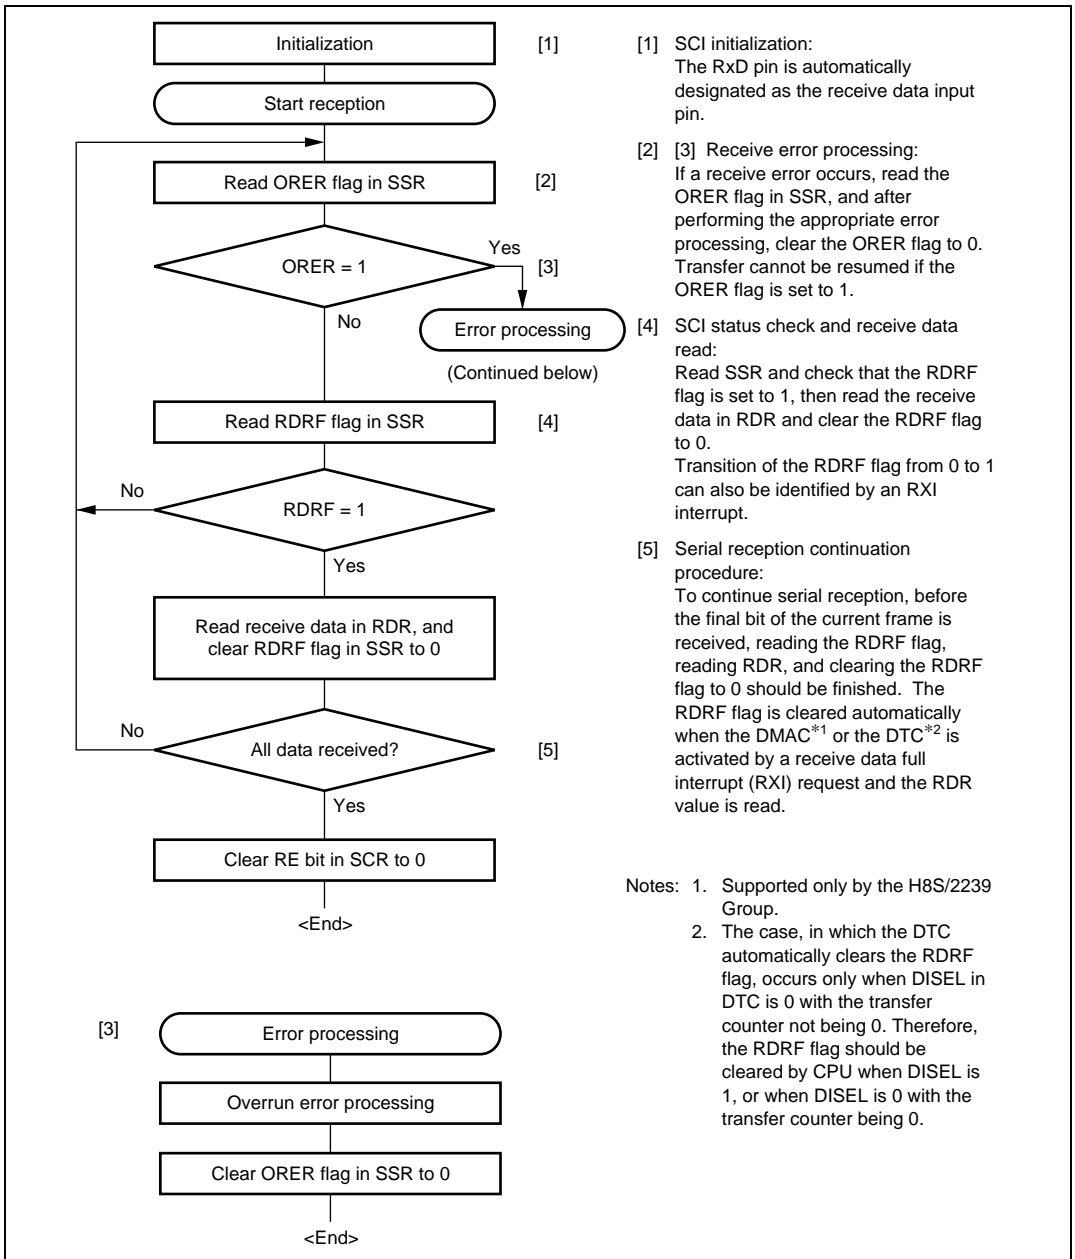 Initialization [1]
Start reception
Read ORER flag in SSR [2]
Yes
ORER = 1 [3]
No
Error processing
(Continued below)
Read RDRF flag in SSR [4]
No
RDRF = 1
Yes
Read receive data in RDR, and
clear RDRF flag in SSR to 0
No
All data received? [5]
Yes
Clear RE bit in SCR to 0
<End>
[3] Error processing
Overrun error processing
Clear ORER flag in SSR to 0
<End>
[1] SCI initialization:
The RxD pin is automatically
designated as the receive data input
pin.
[2] [3] Receive error processing:
If a receive error occurs, read the
ORER flag in SSR, and after
performing the appropriate error
processing, clear the ORER flag to 0.
Transfer cannot be resumed if the
ORER flag is set to 1.
[4] SCI status check and receive data
read:
Read SSR and check that the RDRF
flag is set to 1, then read the receive
data in RDR and clear the RDRF flag
to 0.
Transition of the RDRF flag from 0 to 1
can also be identified by an RXI
interrupt.
[5] Serial reception continuation
procedure:
To continue serial reception, before
the final bit of the current frame is
received, reading the RDRF flag,
reading RDR, and clearing the RDRF
flag to 0 should be finished.  The
RDRF flag is cleared automatically
when the DMAC*1 or the DTC*2 is
activated by a receive data full
interrupt (RXI) request and the RDR
value is read.
Notes: 1. Supported only by the H8S/2239
Group.
2. The case, in which the DTC
automatically clears the RDRF
flag, occurs only when DISEL in
DTC is 0 with the transfer
counter not being 0. Therefore,
the RDRF flag should be
cleared by CPU when DISEL is
1, or when DISEL is 0 with the
transfer counter being 0.